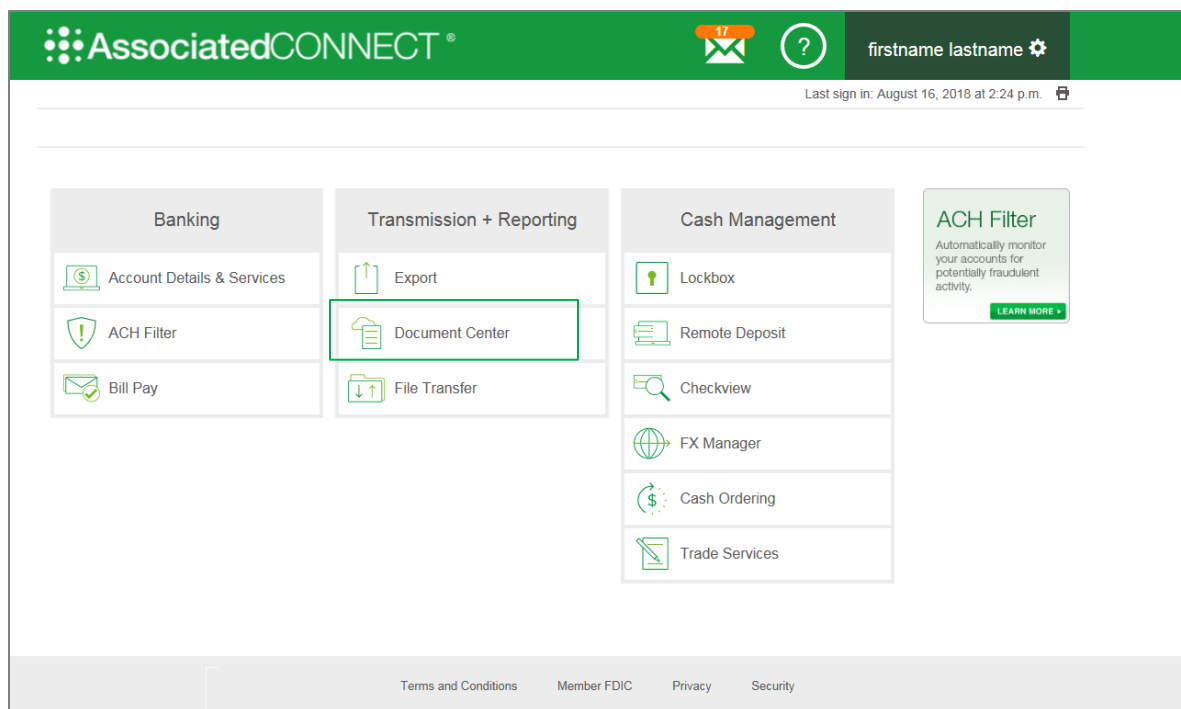 AssociatedCONNECT ®
17
?
firstname lastname
Last sign in: August 16, 2018 at 2:24 p.m.
Banking
Account Details & Services
ACH Filter
Bill Pay
Transmission + Reporting
Export
Document Center
File Transfer
Cash Management
Lockbox
Remote Deposit
Checkview
FX Manager
Cash Ordering
Trade Services
ACH Filter
Automatically monitor
your accounts for
potentially fraudulent
activity.
LEARN MORE
Terms and Conditions Member FDIC Privacy Security